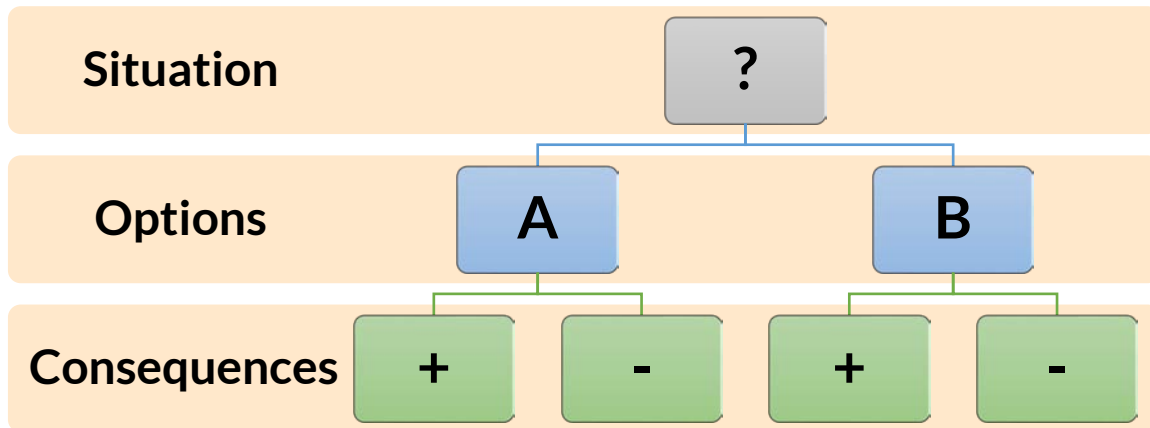 Situation
?
Options
A
B
Consequences
+
-
+
-